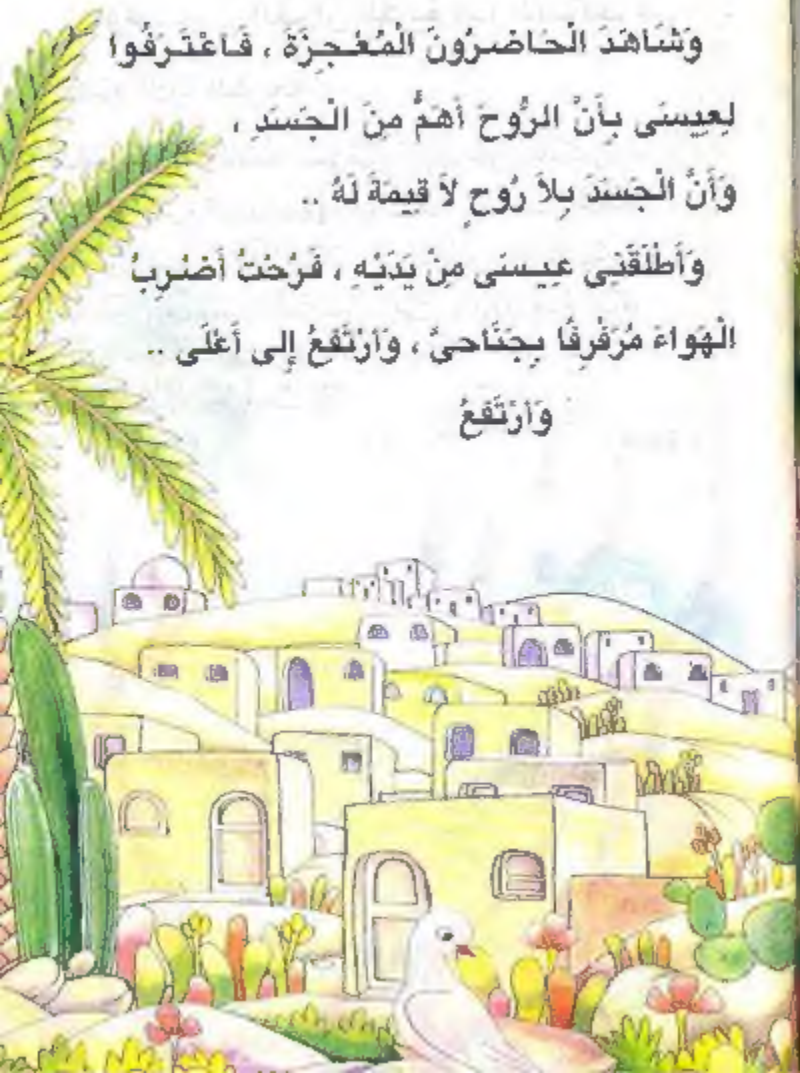 وَشَاهَدَ الْحَاضِرُونَ الْمُعْجِزَةَ ، فَاعْتَرَفُوا
لِعِيسَى بِأَنَّ الرُّوحَ أَهَمُّ مِنَ الْجَسَدِ ،
وَأَنَّ الْجَسَدَ بِلاَ رُوحٍ لاَ قِيمَةَ لَهُ ..
وَأَطْلَقَنِى عِيسَى مِنْ يَدَيْهِ ، فَرُحْتُ أَضْرِبُ
الْهَوَاءَ مُرَفْرِفًا بِجَنَاحِىَّ ، وَأَرْتَفِعُ إِلى أَعْلَى ..
وَأَرْتَفِعُ